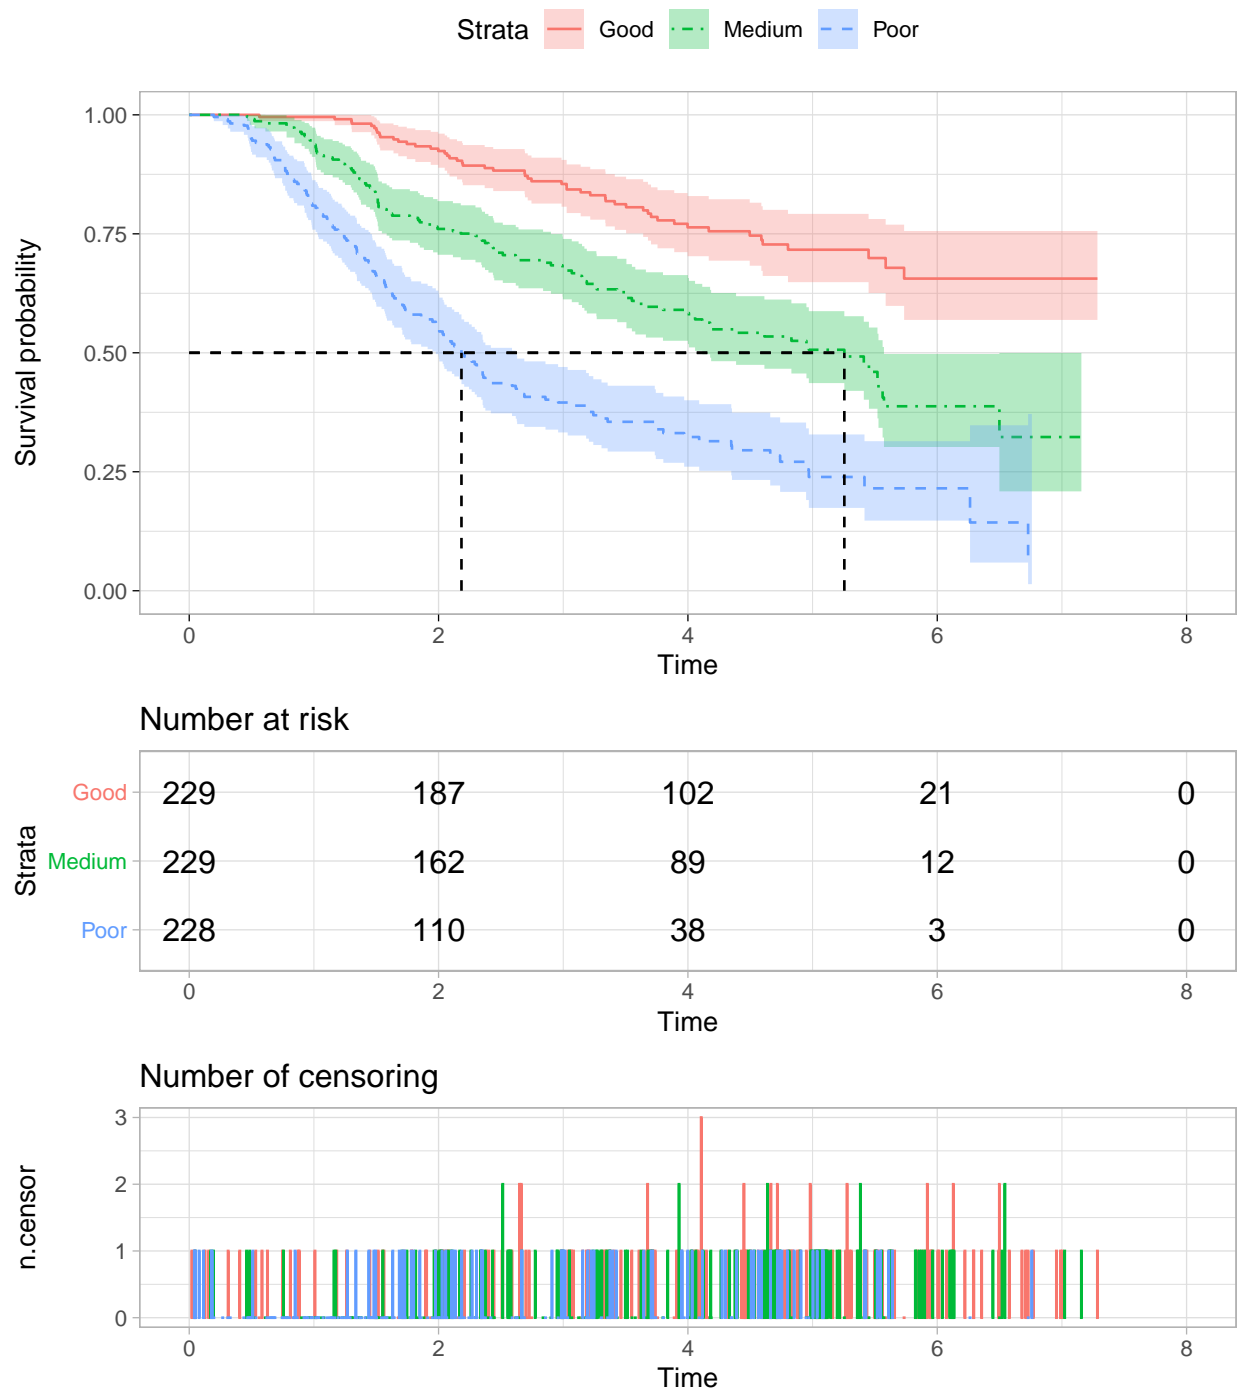 Strata Good Medium Poor
1.00
0.75
0.50
0.25
0.00
Survival probability
0 2 4 6 8
Time
Number at risk
Strata
Good 229 187 102 21 0
Medium 229 162 89 12 0
Poor 228 110 38 3 0
0 2 4 6 8
Time
Number of censoring
n.censor
3
2
1
0
0 2 4 6 8
Time